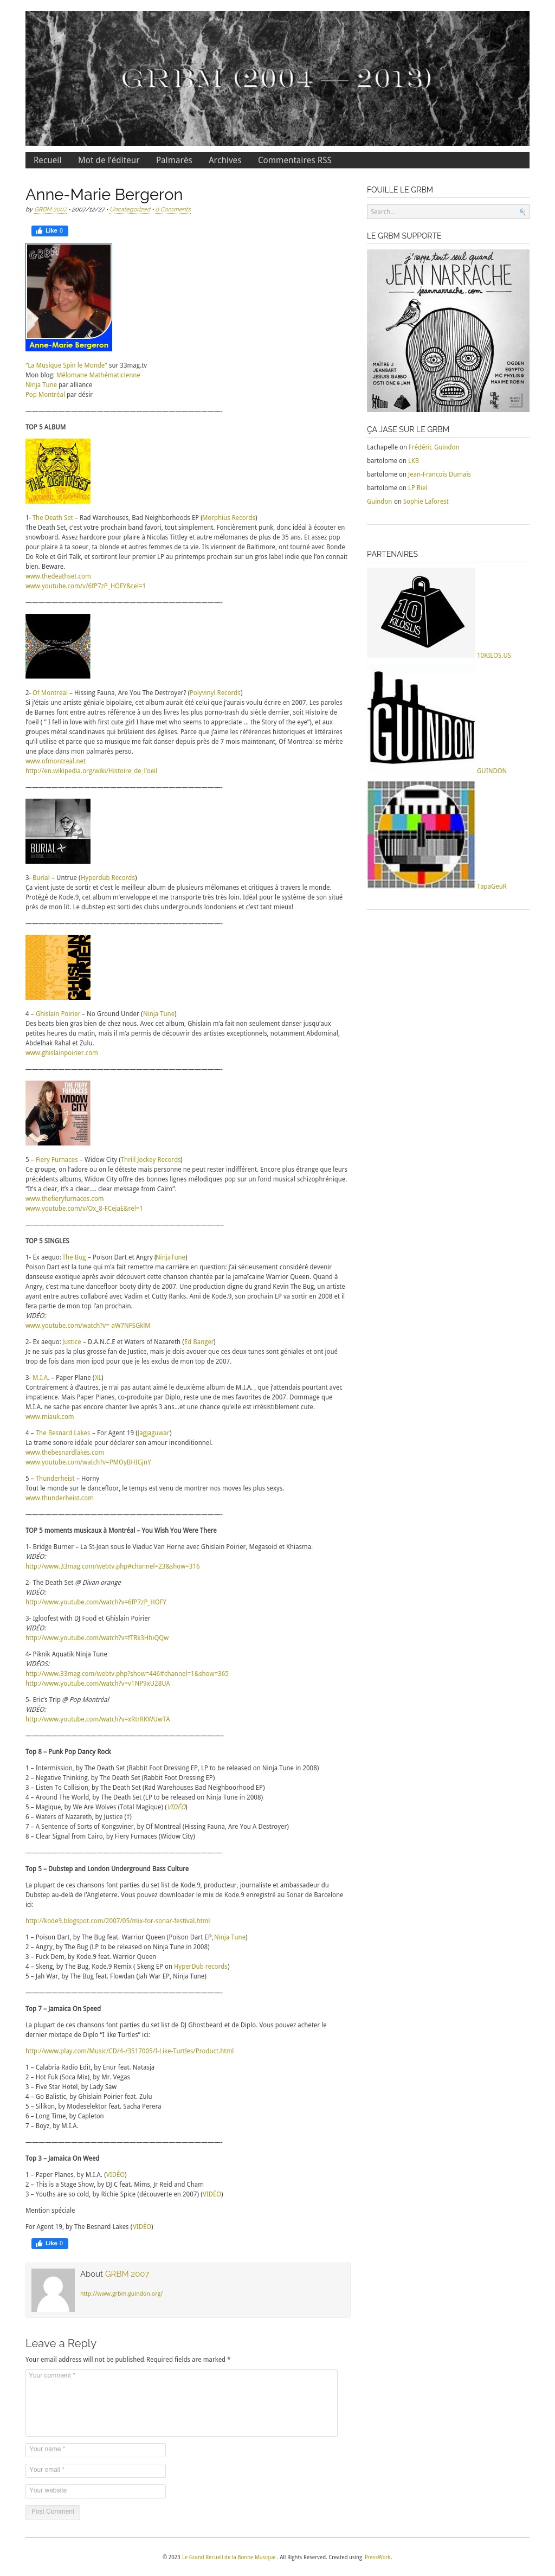 GRBM (2004 — 2013)
Recueil
Mot de l'éditeur
Palmarès
Archives
Commentaires RSS
Anne-Marie Bergeron
by GRBM 2007 • 2007/12/27 • Uncategorized • 0 Comments
Like 0
GRBM
Anne-Marie Bergeron
"La Musique Spin le Monde" sur 33mag.tv
Mon blog: Mélomane Mathématicienne
Ninja Tune par alliance
Pop Montréal par désir
——————————————————————————————–
TOP 5 ALBUM
THE DEATHSET
1- The Death Set – Rad Warehouses, Bad Neighborhoods EP (Morphius Records)
The Death Set, c'est votre prochain band favori, tout simplement. Foncièrement punk, donc idéal à écouter en
snowboard. Assez hardcore pour plaire à Nicolas Tittley et autre mélomanes de plus de 35 ans. Et assez pop
pour plaire à ta soeur, ta blonde et autres femmes de ta vie. Ils viennent de Baltimore, ont tourné avec Bonde
Do Role et Girl Talk, et sortiront leur premier LP au printemps prochain sur un gros label indie que l'on connait
bien. Beware.
www.thedeathset.com
www.youtube.com/v/6fP7zP_HOFY&rel=1
——————————————————————————————–
2- Of Montreal – Hissing Fauna, Are You The Destroyer? (Polyvinyl Records)
Si j'étais une artiste géniale bipolaire, cet album aurait été celui que j'aurais voulu écrire en 2007. Ses paroles
de Barnes font entre autres référence à un livre porno-trash du siècle dernier, soit Histoire de
l'oeil ( " I fell in love with first cute girl I have met who seems to appreciate ... the Story of the eye"), et aux
groupes métal scandinaves qui brûlaient des églises. Parce que j'admire les références historiques et littéraires
qu'il utilise et parce que sa musique me fait danser depuis près de 7 mois maintenant, Of Montreal se mérite
une place dans mon palmarès perso.
www.ofmontreal.net
http://en.wikipedia.org/wiki/Histoire_de_l'oeil
——————————————————————————————–
BURIAL
3- Burial – Untrue (Hyperdub Records)
Ça vient juste de sortir et c'est le meilleur album de plusieurs mélomanes et critiques à travers le monde.
Protégé de Kode.9, cet album m'enveloppe et me transporte très très loin. Idéal pour le système de son situé
près de mon lit. Le dubstep est sorti des clubs undergrounds londoniens et c'est tant mieux!
——————————————————————————————–
GHISLAIN POIRIER
4 – Ghislain Poirier – No Ground Under (Ninja Tune)
Des beats bien gras bien de chez nous. Avec cet album, Ghislain m'a fait non seulement danser jusqu'aux
petites heures du matin, mais il m'a permis de découvrir des artistes exceptionnels, notamment Abdominal,
Abdelhak Rahal et Zulu.
www.ghislainpoirier.com
——————————————————————————————–
THE FIERY FURNACES
WIDOW CITY
5 – Fiery Furnaces – Widow City (Thrill Jockey Records)
Ce groupe, on l'adore ou on le déteste mais personne ne peut rester indifférent. Encore plus étrange que leurs
précédents albums, Widow City offre des bonnes lignes mélodiques pop sur un fond musical schizophrénique.
"It's a clear, it's a clear.... clear message from Cairo".
www.thefieryfurnaces.com
www.youtube.com/v/Ox_8-FCejaE&rel=1
——————————————————————————————–
TOP 5 SINGLES
1- Ex aequo: The Bug – Poison Dart et Angry (NinjaTune)
Poison Dart est la tune qui m'a fait remettre ma carrière en question: j'ai sérieusement considéré devenir
danseuse exotique après avoir découvert cette chanson chantée par la jamaïcaine Warrior Queen. Quand à
Angry, c'est ma tune dancefloor booty dirty de 2007. Une production digne du grand Kevin The Bug, un artiste
ayant entre autres collaboré avec Vadim et Cutty Ranks. Ami de Kode.9, son prochain LP va sortir en 2008 et il
fera partie de mon top l'an prochain.
VIDÉO:
www.youtube.com/watch?v=-aW7NFSGklM
2- Ex aequo: Justice – D.A.N.C.E et Waters of Nazareth (Ed Banger)
Je ne suis pas la plus grosse fan de Justice, mais je dois avouer que ces deux tunes sont géniales et ont joué
trop de fois dans mon ipod pour que je les exclus de mon top de 2007.
3- M.I.A. – Paper Plane (XL)
Contrairement à d'autres, je n'ai pas autant aimé le deuxième album de M.I.A. , que j'attendais pourtant avec
impatience. Mais Paper Planes, co-produite par Diplo, reste une de mes favorites de 2007. Dommage que
M.I.A. ne sache pas encore chanter live après 3 ans...et une chance qu'elle est irrésistiblement cute.
www.miauk.com
4 – The Besnard Lakes – For Agent 19 (Jagjaguwar)
La trame sonore idéale pour déclarer son amour inconditionnel.
www.thebesnardlakes.com
www.youtube.com/watch?v=PMOyBHIGjnY
5 – Thunderheist – Horny
Tout le monde sur le dancefloor, le temps est venu de montrer nos moves les plus sexys.
www.thunderheist.com
——————————————————————————————–
TOP 5 moments musicaux à Montréal – You Wish You Were There
1- Bridge Burner – La St-Jean sous le Viaduc Van Horne avec Ghislain Poirier, Megasoid et Khiasma.
VIDÉO:
http://www.33mag.com/webtv.php#channel=23&show=316
2- The Death Set @ Divan orange
VIDÉO:
http://www.youtube.com/watch?v=6fP7zP_HOFY
3- Igloofest with DJ Food et Ghislain Poirier
VIDÉO:
http://www.youtube.com/watch?v=fTRk3HhiQQw
4- Piknik Aquatik Ninja Tune
VIDÉOS:
http://www.33mag.com/webtv.php?show=446#channel=1&show=365
http://www.youtube.com/watch?v=v1NP9xU28UA
5- Eric's Trip @ Pop Montréal
VIDÉO:
http://www.youtube.com/watch?v=xRtrRKWUwTA
——————————————————————————————–
Top 8 – Punk Pop Dancy Rock
1 – Intermission, by The Death Set (Rabbit Foot Dressing EP, LP to be released on Ninja Tune in 2008)
2 – Negative Thinking, by The Death Set (Rabbit Foot Dressing EP)
3 – Listen To Collision, by The Death Set (Rad Warehouses Bad Neighboorhood EP)
4 – Around The World, by The Death Set (LP to be released on Ninja Tune in 2008)
5 – Magique, by We Are Wolves (Total Magique) (VIDÉO)
6 – Waters of Nazareth, by Justice (†)
7 – A Sentence of Sorts of Kongsviner, by Of Montreal (Hissing Fauna, Are You A Destroyer)
8 – Clear Signal from Cairo, by Fiery Furnaces (Widow City)
——————————————————————————————–
Top 5 – Dubstep and London Underground Bass Culture
La plupart de ces chansons font parties du set list de Kode.9, producteur, journaliste et ambassadeur du
Dubstep au-delà de l'Angleterre. Vous pouvez downloader le mix de Kode.9 enregistré au Sonar de Barcelone
ici:
http://kode9.blogspot.com/2007/05/mix-for-sonar-festival.html
1 – Poison Dart, by The Bug feat. Warrior Queen (Poison Dart EP, Ninja Tune)
2 – Angry, by The Bug (LP to be released on Ninja Tune in 2008)
3 – Fuck Dem, by Kode.9 feat. Warrior Queen
4 – Skeng, by The Bug, Kode.9 Remix ( Skeng EP on HyperDub records)
5 – Jah War, by The Bug feat. Flowdan (Jah War EP, Ninja Tune)
——————————————————————————————–
Top 7 – Jamaica On Speed
La plupart de ces chansons font parties du set list de DJ Ghostbeard et de Diplo. Vous pouvez acheter le
dernier mixtape de Diplo "I like Turtles" ici:
http://www.play.com/Music/CD/4-/3517005/I-Like-Turtles/Product.html
1 – Calabria Radio Edit, by Enur feat. Natasja
2 – Hot Fuk (Soca Mix), by Mr. Vegas
3 – Five Star Hotel, by Lady Saw
4 – Go Balistic, by Ghislain Poirier feat. Zulu
5 – Silikon, by Modeselektor feat. Sacha Perera
6 – Long Time, by Capleton
7 – Boyz, by M.I.A.
——————————————————————————————–
Top 3 – Jamaica On Weed
1 – Paper Planes, by M.I.A. (VIDÉO)
2 – This is a Stage Show, by DJ C feat. Mims, Jr Reid and Cham
3 – Youths are so cold, by Richie Spice (découverte en 2007) (VIDÉO)
Mention spéciale
For Agent 19, by The Besnard Lakes (VIDÉO)
Like 0
About GRBM 2007
http://www.grbm.guindon.org/
Leave a Reply
Your email address will not be published. Required fields are marked *
Your comment *
Your name *
Your email *
Your website
Post Comment
FOUILLE LE GRBM
Search...
LE GRBM SUPPORTE
j'rappe tout seul quand
JEAN NARRACHE
jeannarrache.com
MAÎTRE J
JEANBART
JESUIS GABBO
OSTI ONE & JAM
OGDEN
EGYPTO
MC PHYLIS &
MAXIME ROBIN
ÇA JASE SUR LE GRBM
Lachapelle on Frédéric Guindon
bartolome on LKB
bartolome on Jean-Francois Dumais
bartolome on LP Riel
Guindon on Sophie Laforest
PARTENAIRES
10 KILOS.US
10KILOS.US
GUINDON
GUINDON
TapaGeuR
© 2023 Le Grand Récueil de la Bonne Musique . All Rights Reserved. Created using PressWork.